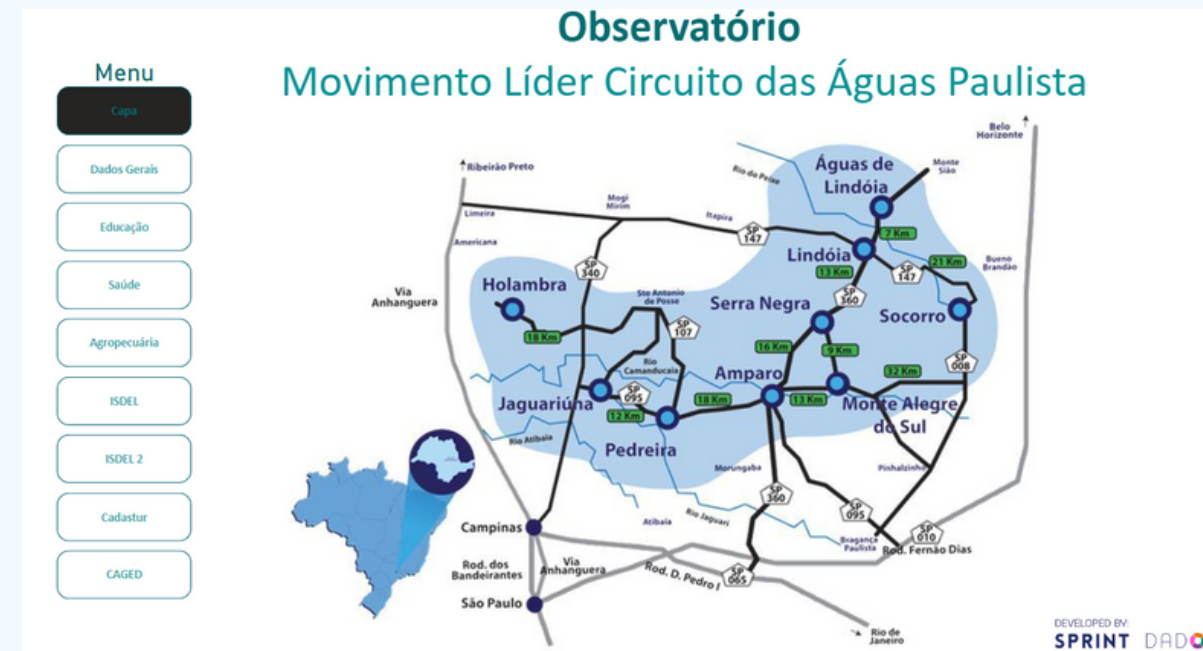 Observatório
Movimento Líder Circuito das Águas Paulista
Menu
Capa
Dados Gerais
Educação
Saúde
Agropecuária
ISDEL
ISDEL 2
Cadastur
CAGED
Belo
Horizonte
Ribeirão Preto
Rio do Peixe
Águas de
Lindóia
Monte
Sião
Limeira
Mogi
Mirim
Itapira
SP
147
7 Km
Americana
Lindóia
13 Km
SP
147
21 Km
Bueno
Brandão
SP
340
SP
360
Via
Anhanguera
Holambra
Sto Antonio
de Posse
Serra Negra
Socorro
18 Km
SP
107
16 Km
9 Km
SP
008
Rio
Camanducaia
Amparo
32 Km
Jaguariúna
SP
095
12 Km
18 Km
13 Km
Monte Alegre
do Sul
Rio Atibaia
Pedreira
Morungaba
Pinhalzinho
SP
360
SP
095
Campinas
Atibaia
Rio Jaguari
Bragança
Paulista
SP
010
Rod. Fernão Dias
Rod. dos
Bandeirantes
Via
Anhanguera
Rod. D. Pedro I
SP
065
São Paulo
Rio de
Janeiro
DEVELOPED BY:
SPRINT DADO